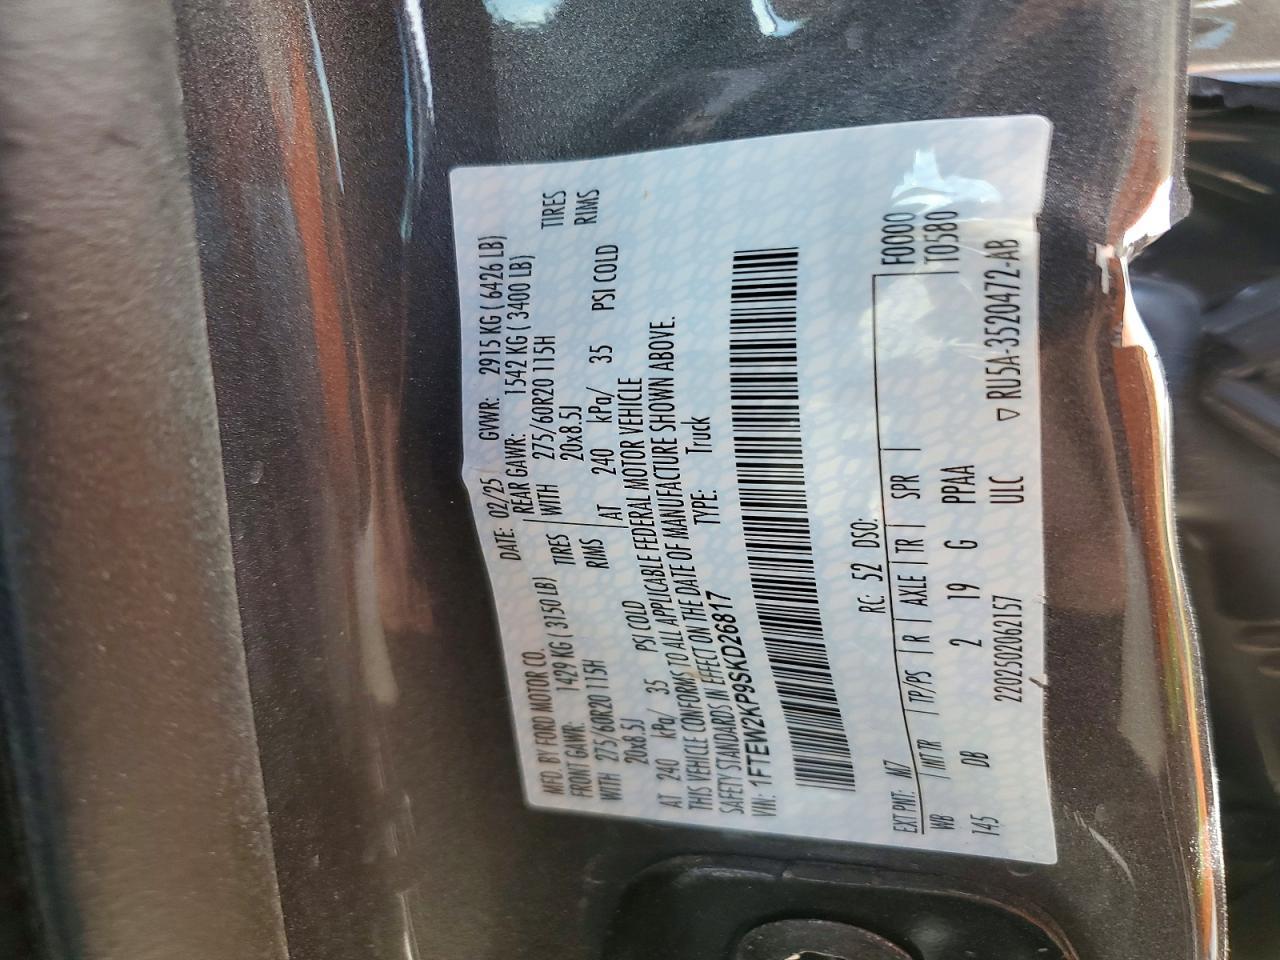 MFD. BY FORD MOTOR CO. DATE: 02/25 GVWR: 2915 KG ( 6426 LB)
FRONT GAWR: 1429 KG ( 3150 LB) REAR GAWR: 1542 KG ( 3400 LB)
WITH 275/60R20 115H TIRES WITH 275/60R20 115H TIRES
20x8.5J RIMS 20x8.5J RIMS
AT 240 kPa/ 35 PSI COLD AT 240 kPa/ 35 PSI COLD
THIS VEHICLE CONFORMS TO ALL APPLICABLE FEDERAL MOTOR VEHICLE
SAFETY STANDARDS IN EFFECT ON THE DATE OF MANUFACTURE SHOWN ABOVE.
VIN: 1FTEW2KP9SKD26817 TYPE: Truck
EXT PNT: M7 RC: 52 DSO: F0000
WB | INT TR | TP/PS | R | AXLE | TR | SPR | T0580
145 DB 2 19 G PPAA
22025020621​57 ULC ▽ RU5A-3520472-AB